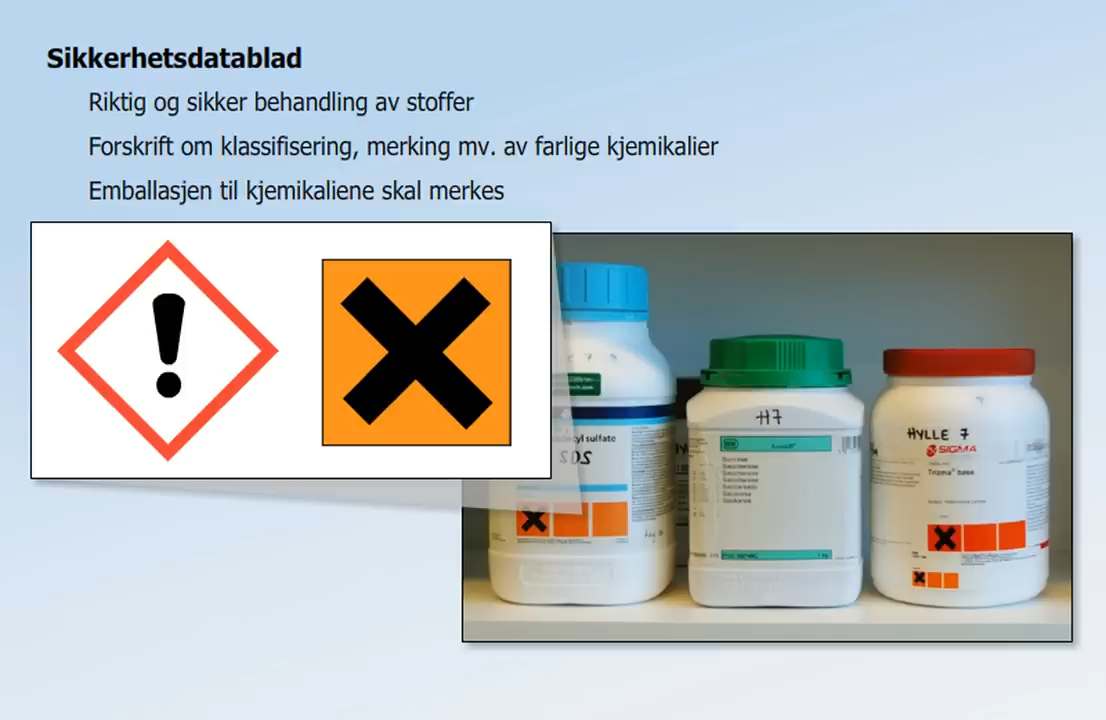 Sikkerhetsdatablad
Riktig og sikker behandling av stoffer
Forskrift om klassifisering, merking mv. av farlige kjemikalier
Emballasjen til kjemikaliene skal merkes
sulfate
SDS
H7
HYLLE 7
SIGMA
Trizma® base